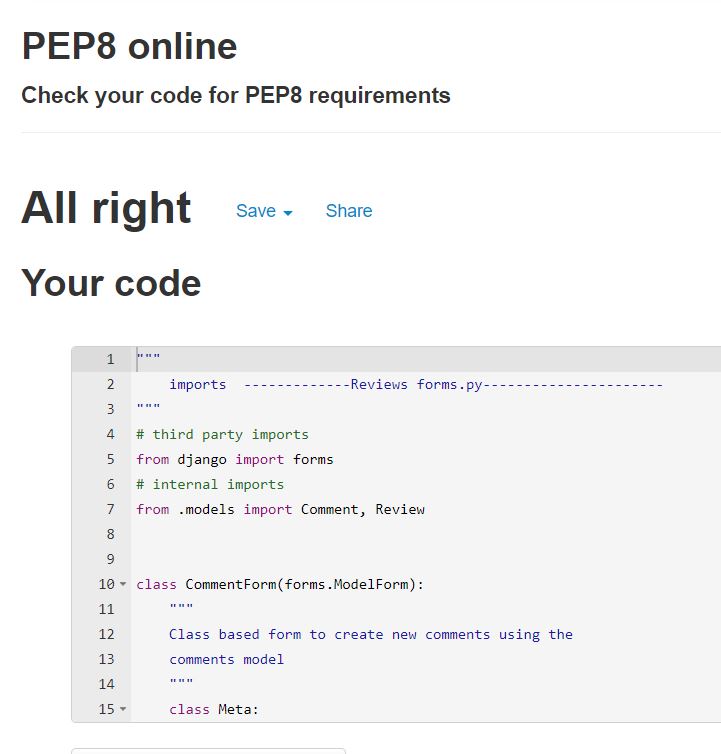 PEP8 online
Check your code for PEP8 requirements
All right Save Share
Your code
1 """
2     imports  -------------Reviews forms.py----------------------
3 """
4 # third party imports
5 from django import forms
6 # internal imports
7 from .models import Comment, Review
8
9
10 class CommentForm(forms.ModelForm):
11     """
12     Class based form to create new comments using the
13     comments model
14     """
15     class Meta: